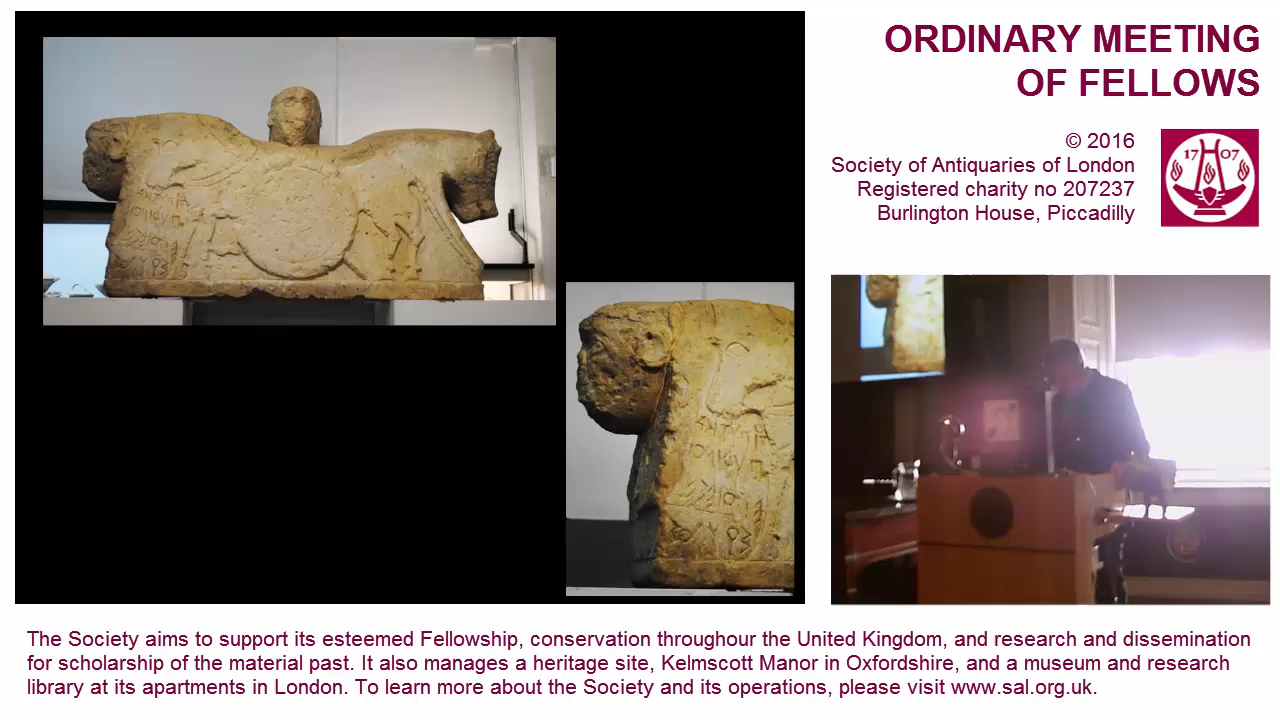 ORDINARY MEETING
OF FELLOWS
© 2016
Society of Antiquaries of London
Registered charity no 207237
Burlington House, Piccadilly
17 07
The Society aims to support its esteemed Fellowship, conservation throughour the United Kingdom, and research and dissemination
for scholarship of the material past. It also manages a heritage site, Kelmscott Manor in Oxfordshire, and a museum and research
library at its apartments in London. To learn more about the Society and its operations, please visit www.sal.org.uk.